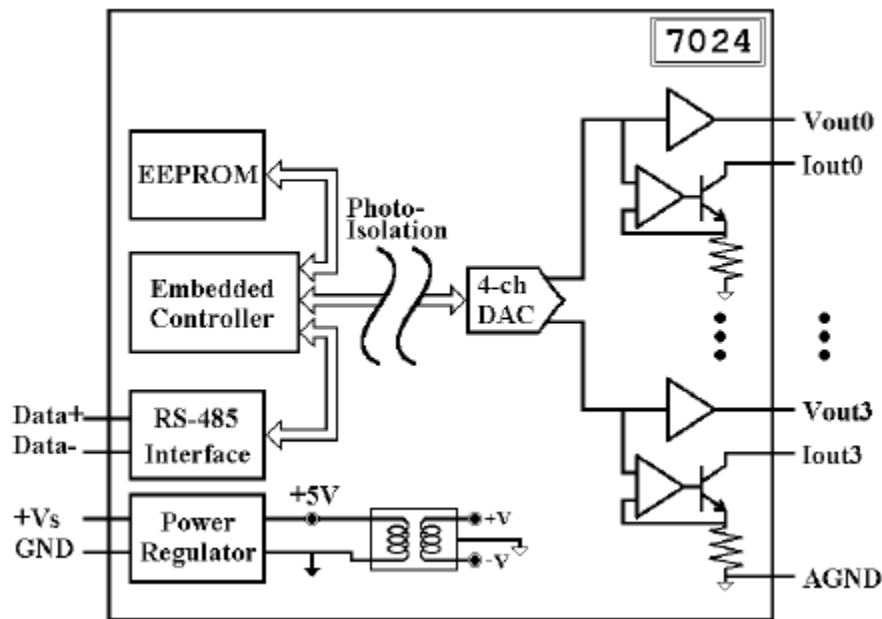 7024
EEPROM
Photo-
Isolation
Embedded
Controller
4-ch
DAC
Vout0
Iout0
Vout3
Iout3
AGND
Data+
Data-
RS-485
Interface
+Vs
GND
Power
Regulator
+5V
+V
-V